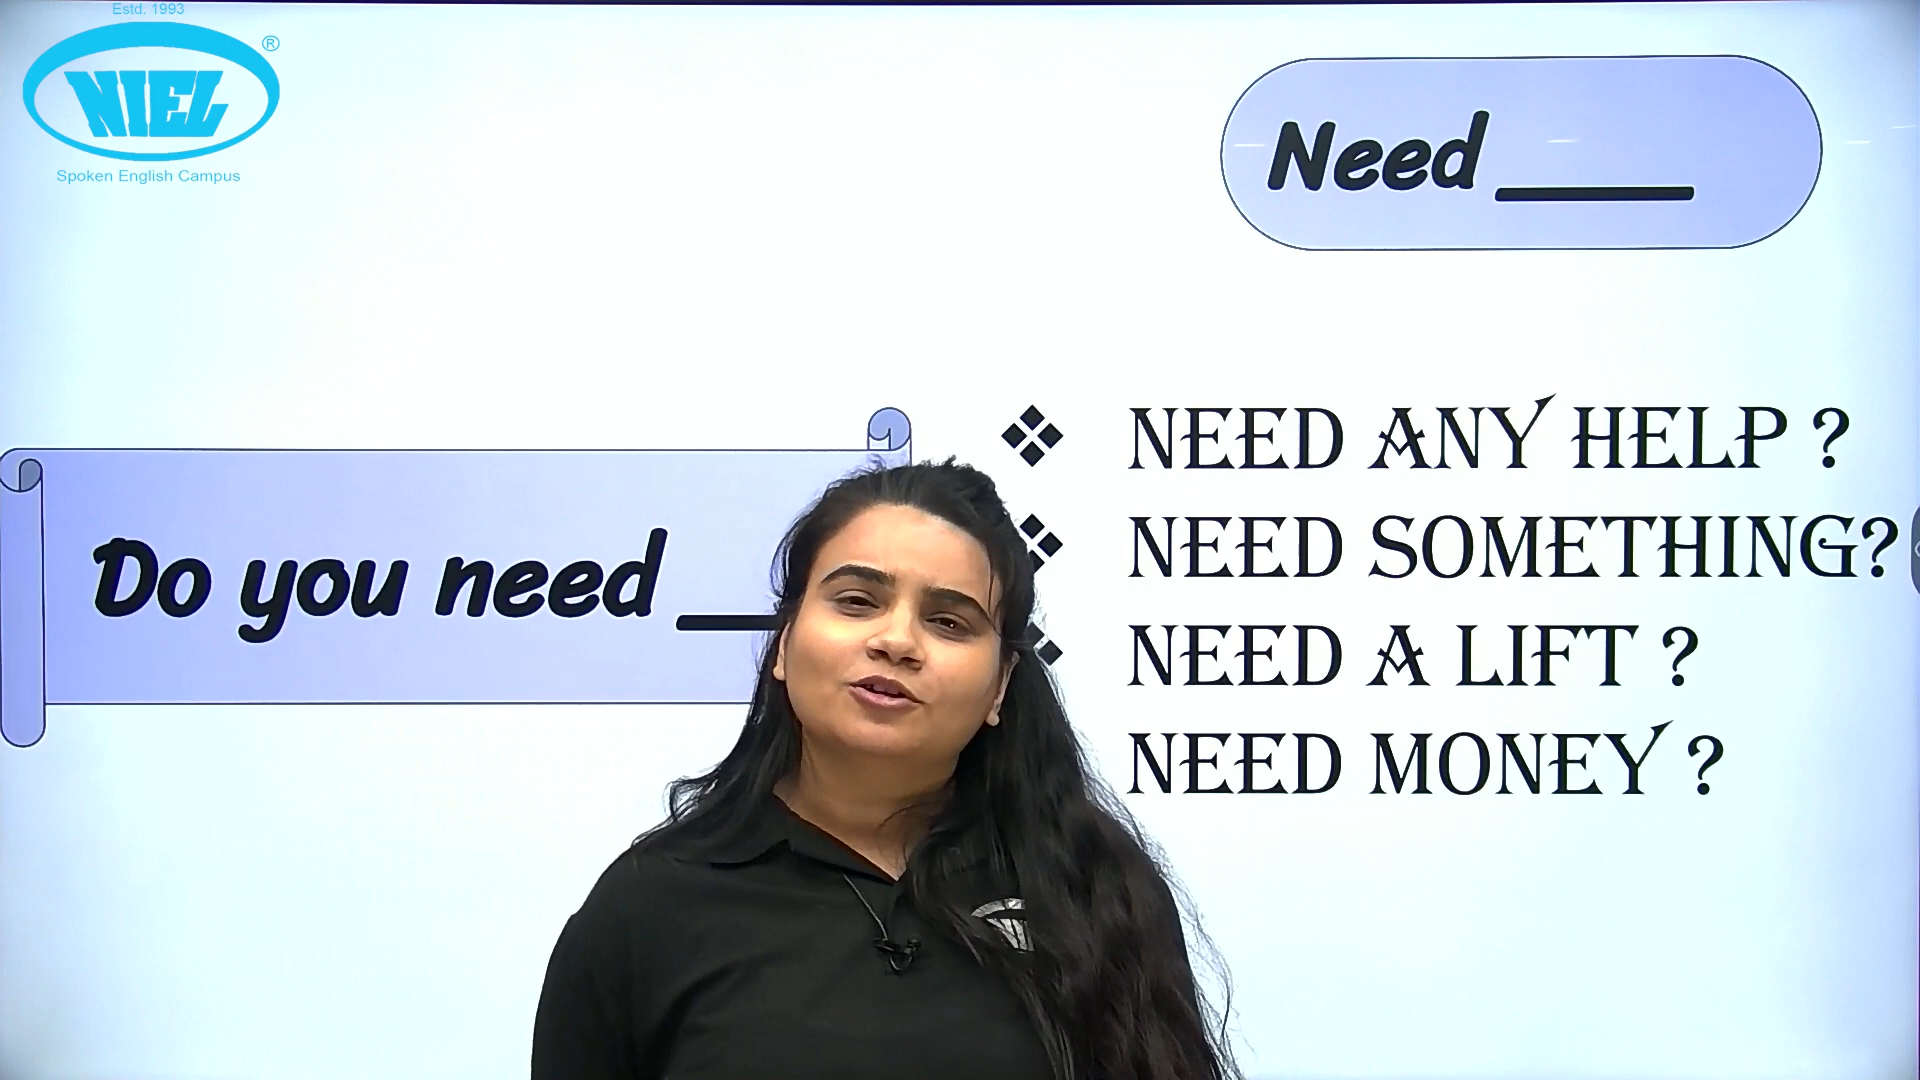 Estd. 1993
NIEL ®
Spoken English Campus
Need ____
Do you need __
NEED ANY HELP ?
NEED SOMETHING?
NEED A LIFT ?
NEED MONEY ?